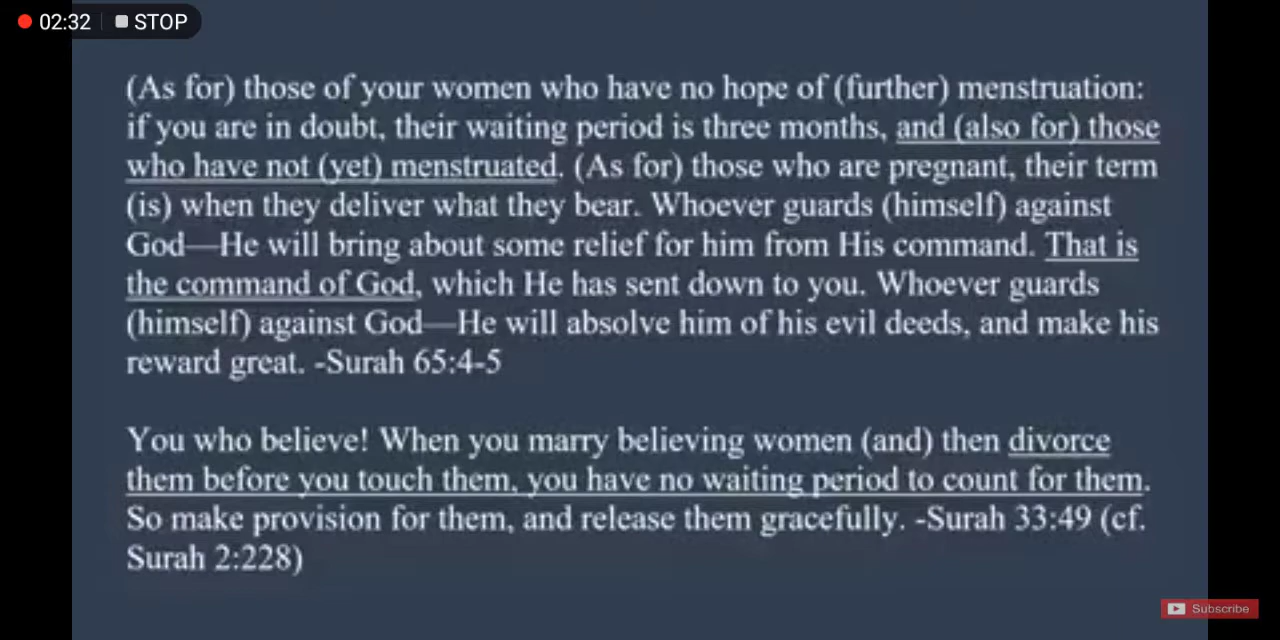 02:32 STOP
(As for) those of your women who have no hope of (further) menstruation:
if you are in doubt, their waiting period is three months, and (also for) those
who have not (yet) menstruated. (As for) those who are pregnant, their term
(is) when they deliver what they bear. Whoever guards (himself) against
God—He will bring about some relief for him from His command. That is
the command of God, which He has sent down to you. Whoever guards
(himself) against God—He will absolve him of his evil deeds, and make his
reward great. -Surah 65:4-5
You who believe! When you marry believing women (and) then divorce
them before you touch them, you have no waiting period to count for them.
So make provision for them, and release them gracefully. -Surah 33:49 (cf.
Surah 2:228)
Subscribe